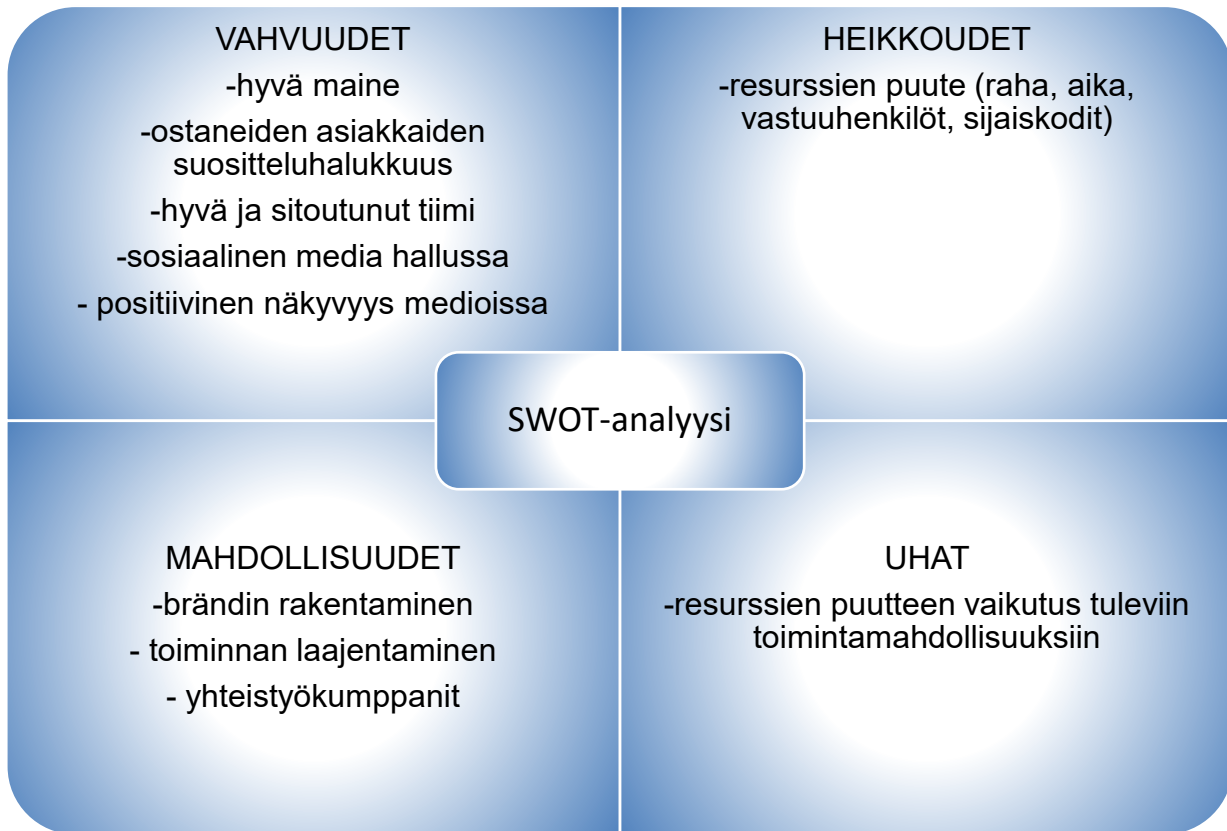 VAHVUUDET
-hyvä maine
-ostaneiden asiakkaiden
suositteluhalukkuus
-hyvä ja sitoutunut tiimi
-sosiaalinen media hallussa
- positiivinen näkyvyys medioissa
HEIKKOUDET
-resurssien puute (raha, aika,
vastuuhenkilöt, sijaiskodit)
SWOT-analyysi
MAHDOLLISUUDET
-brändin rakentaminen
- toiminnan laajentaminen
- yhteistyökumppanit
UHAT
-resurssien puutteen vaikutus tuleviin
toimintamahdollisuuksiin